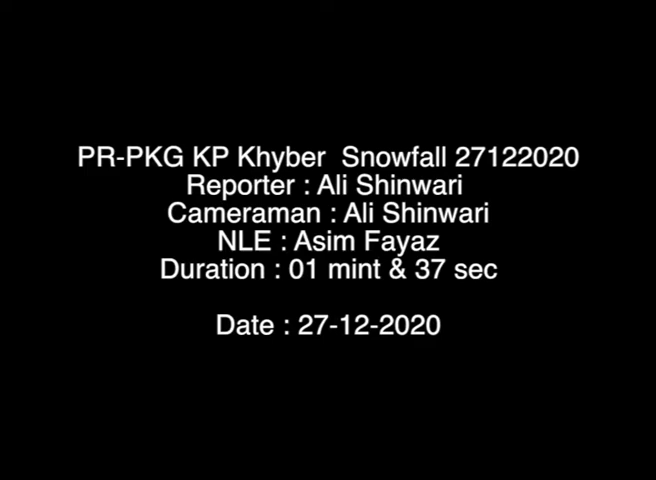 PR-PKG KP Khyber  Snowfall 27122020
Reporter : Ali Shinwari
Cameraman : Ali Shinwari
NLE : Asim Fayaz
Duration : 01 mint & 37 sec
Date : 27-12-2020